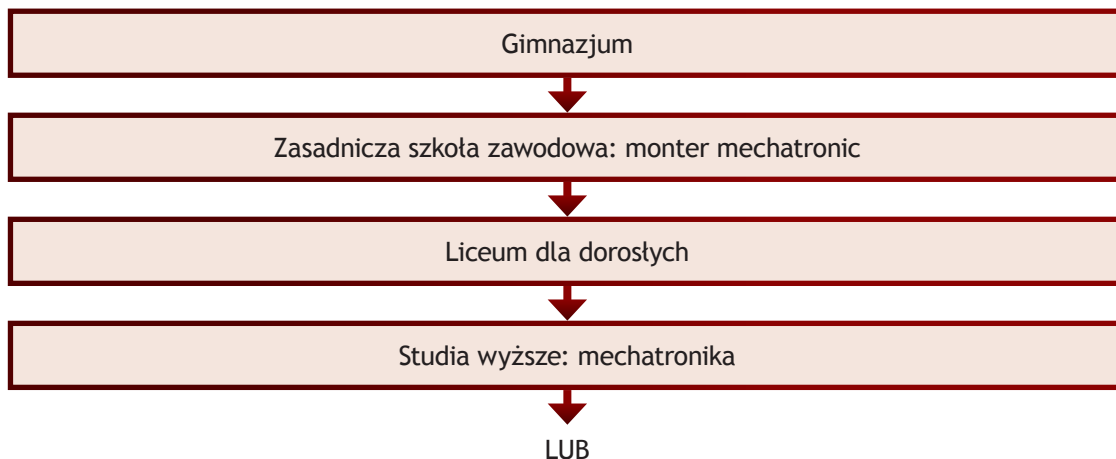 Gimnazjum
Zasadnicza szkoła zawodowa: monter mechatronic
Liceum dla dorosłych
Studia wyższe: mechatronika
LUB